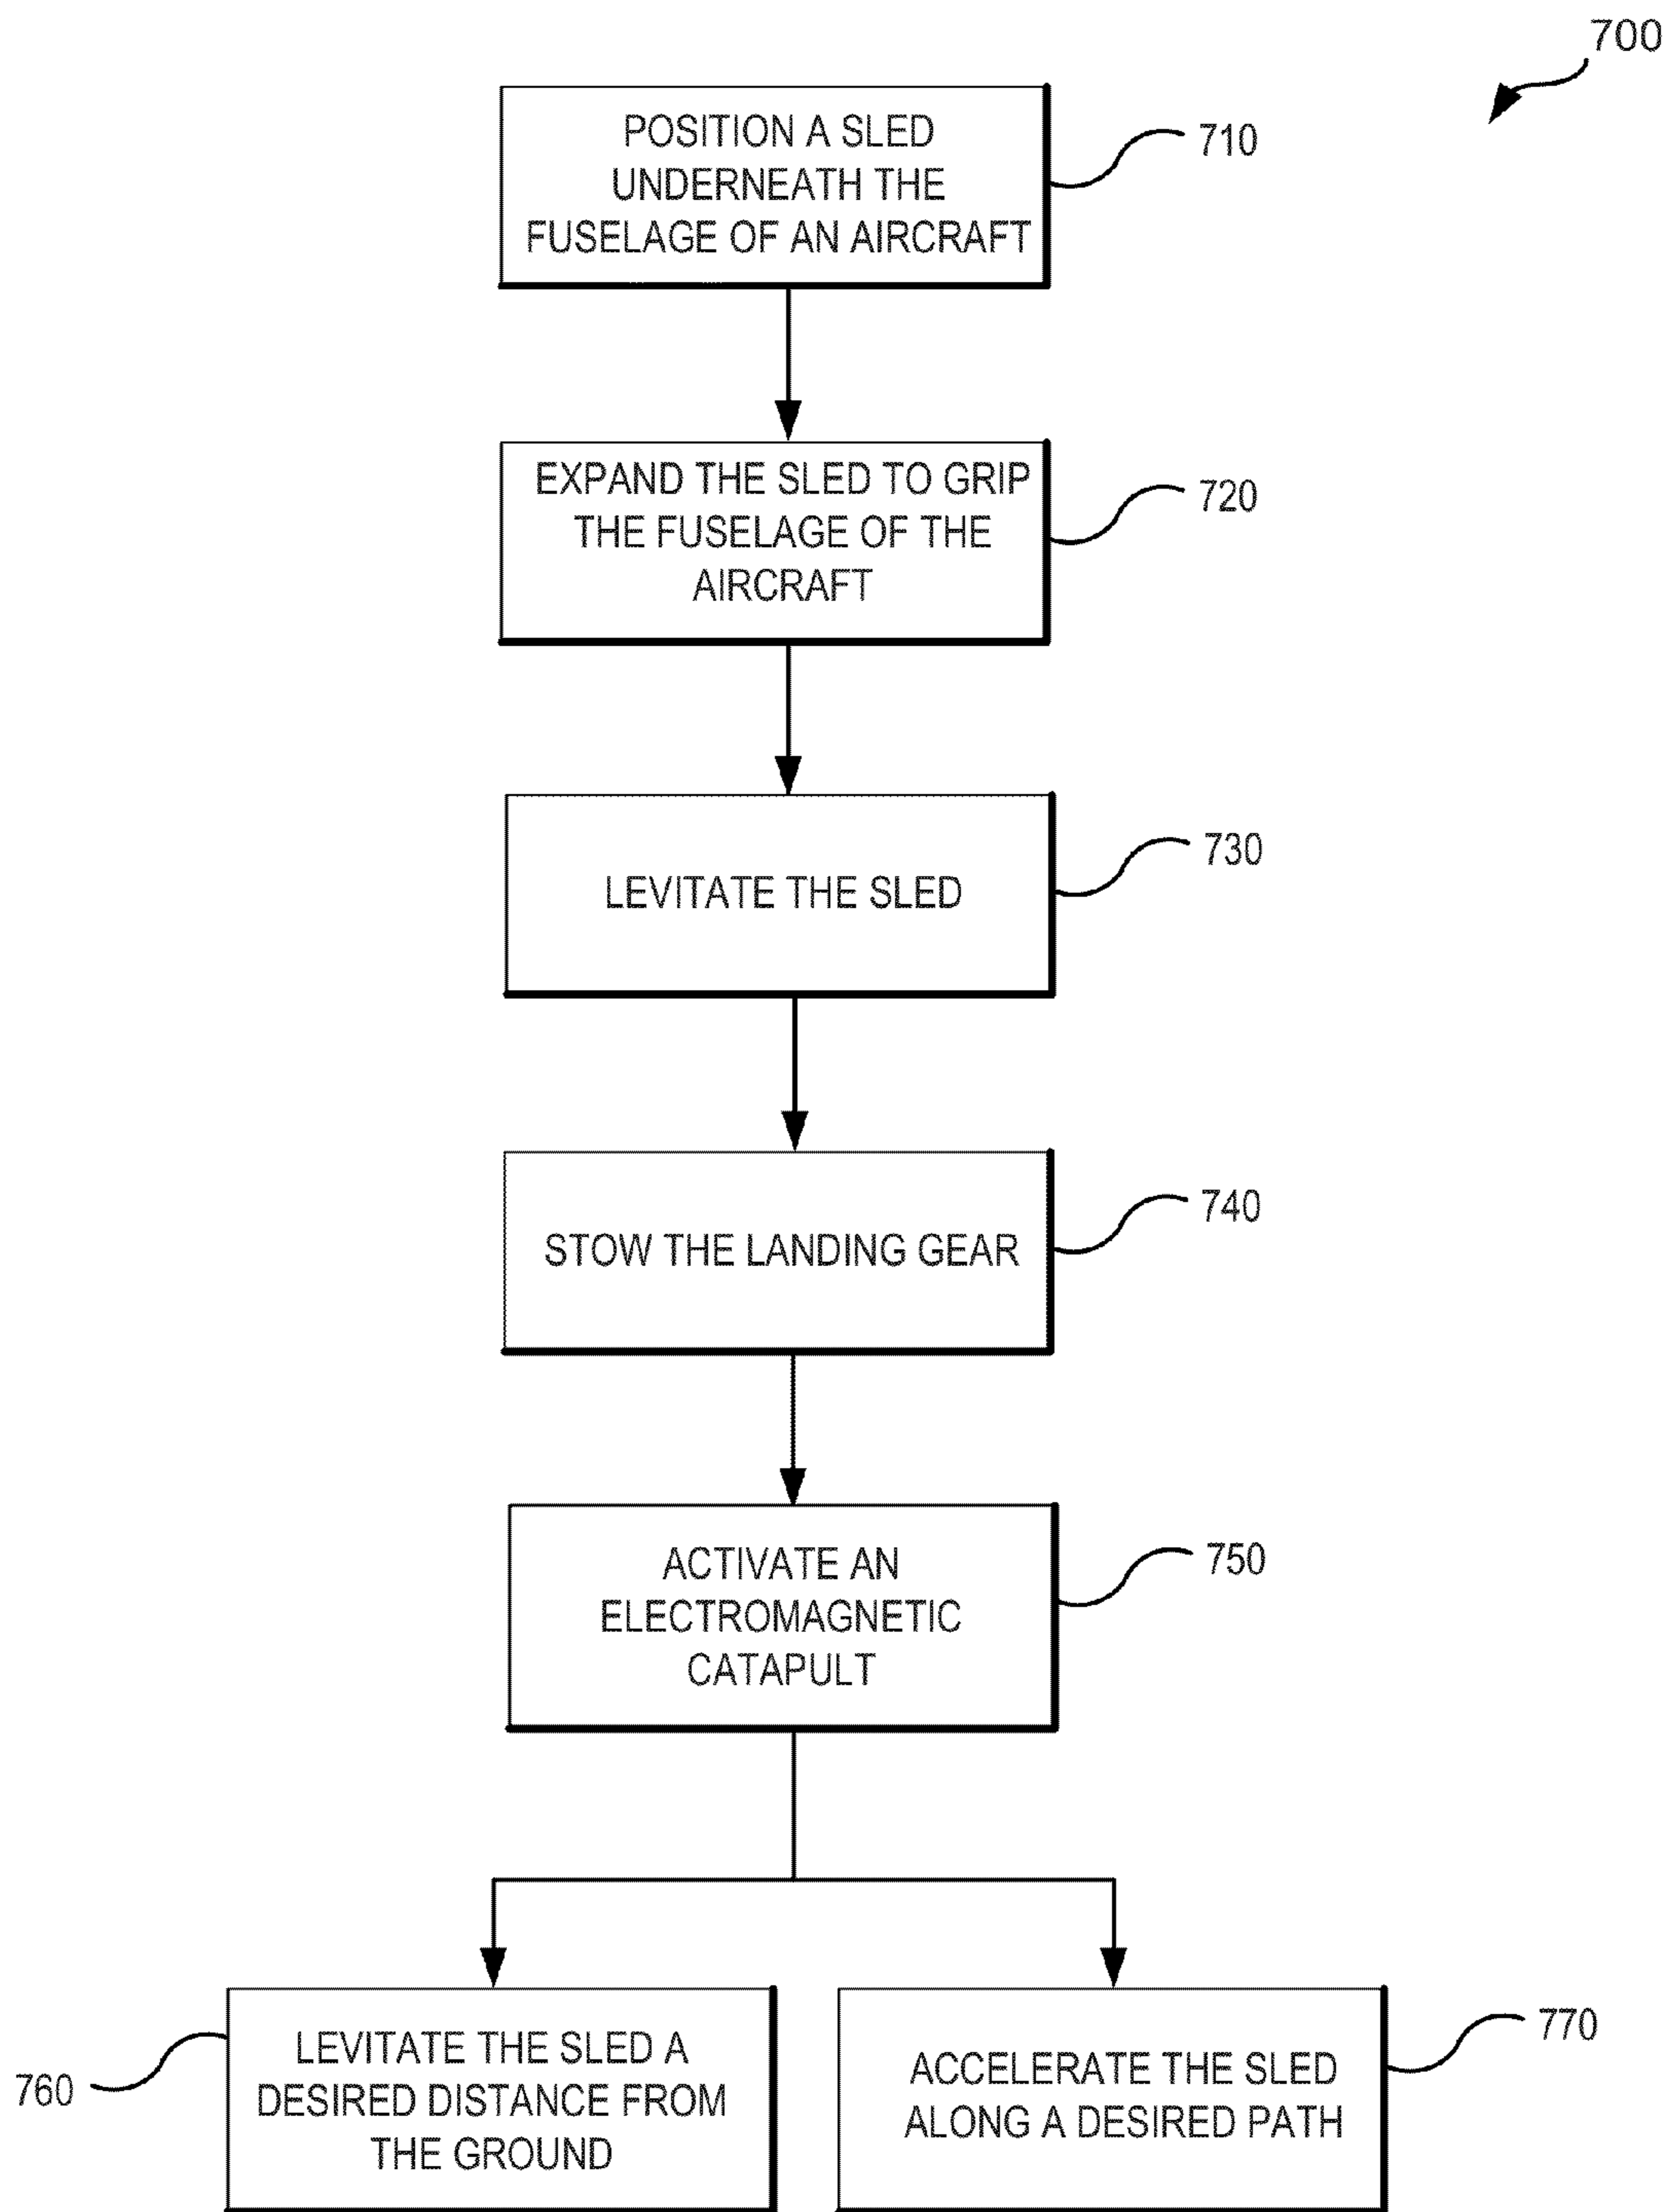 700
POSITION A SLED
UNDERNEATH THE
FUSELAGE OF AN AIRCRAFT
710
EXPAND THE SLED TO GRIP
THE FUSELAGE OF THE
AIRCRAFT
720
LEVITATE THE SLED
730
STOW THE LANDING GEAR
740
ACTIVATE AN
ELECTROMAGNETIC
CATAPULT
750
LEVITATE THE SLED A
DESIRED DISTANCE FROM
THE GROUND
760
ACCELERATE THE SLED
ALONG A DESIRED PATH
770